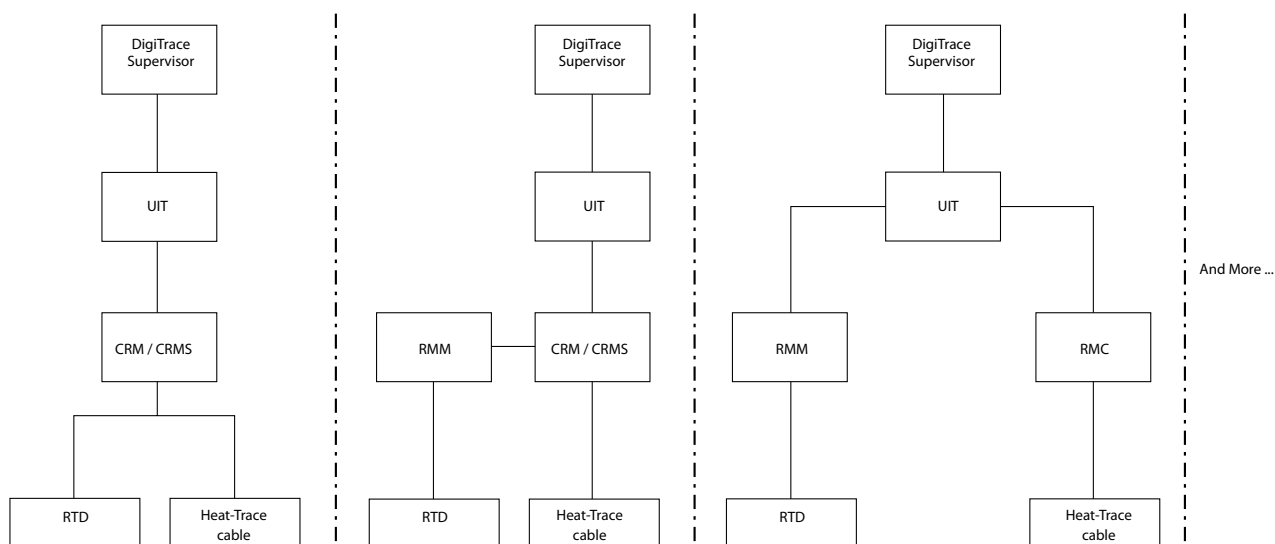 DigiTrace
Supervisor
UIT
CRM / CRMS
RTD
Heat-Trace
cable
DigiTrace
Supervisor
UIT
RMM
CRM / CRMS
RTD
Heat-Trace
cable
DigiTrace
Supervisor
UIT
RMM
RMC
RTD
Heat-Trace
cable
And More ...